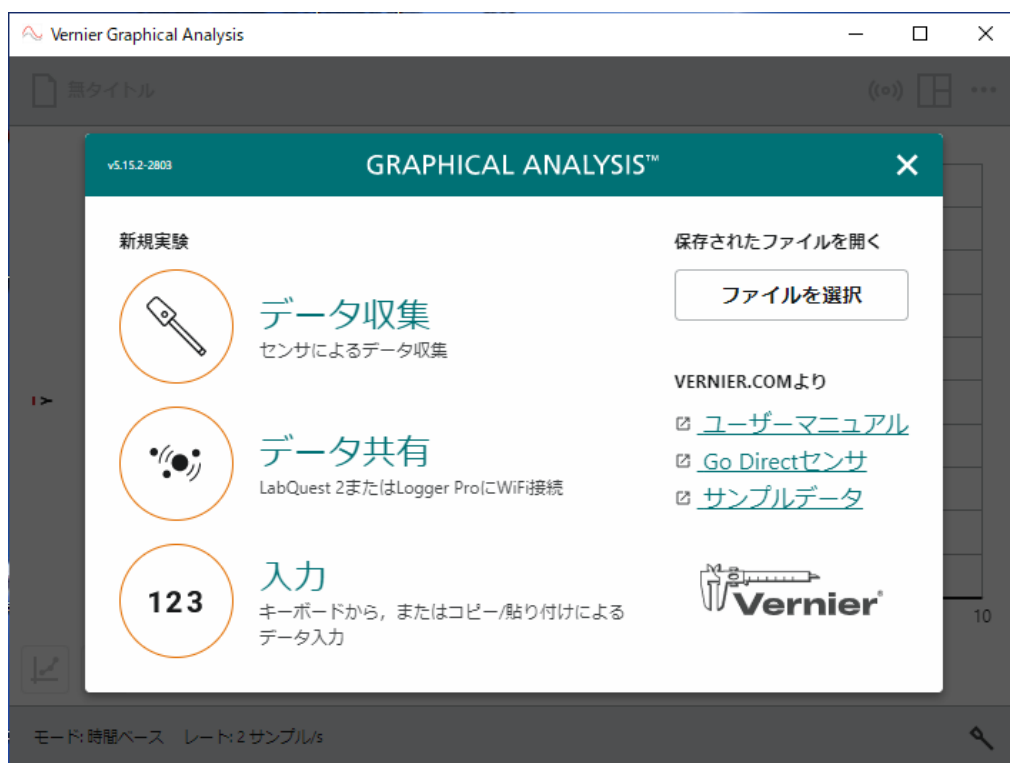 Vernier Graphical Analysis
無タイトル
v5.15.2-2803
GRAPHICAL ANALYSIS™
新規実験
データ収集
センサによるデータ収集
データ共有
LabQuest 2またはLogger ProにWiFi接続
123
入力
キーボードから，またはコピー/貼り付けによる
データ入力
保存されたファイルを開く
ファイルを選択
VERNIER.COMより
ユーザーマニュアル
Go Directセンサ
サンプルデータ
Vernier®
Y
10
モード: 時間ベース レート: 2 サンプル/s